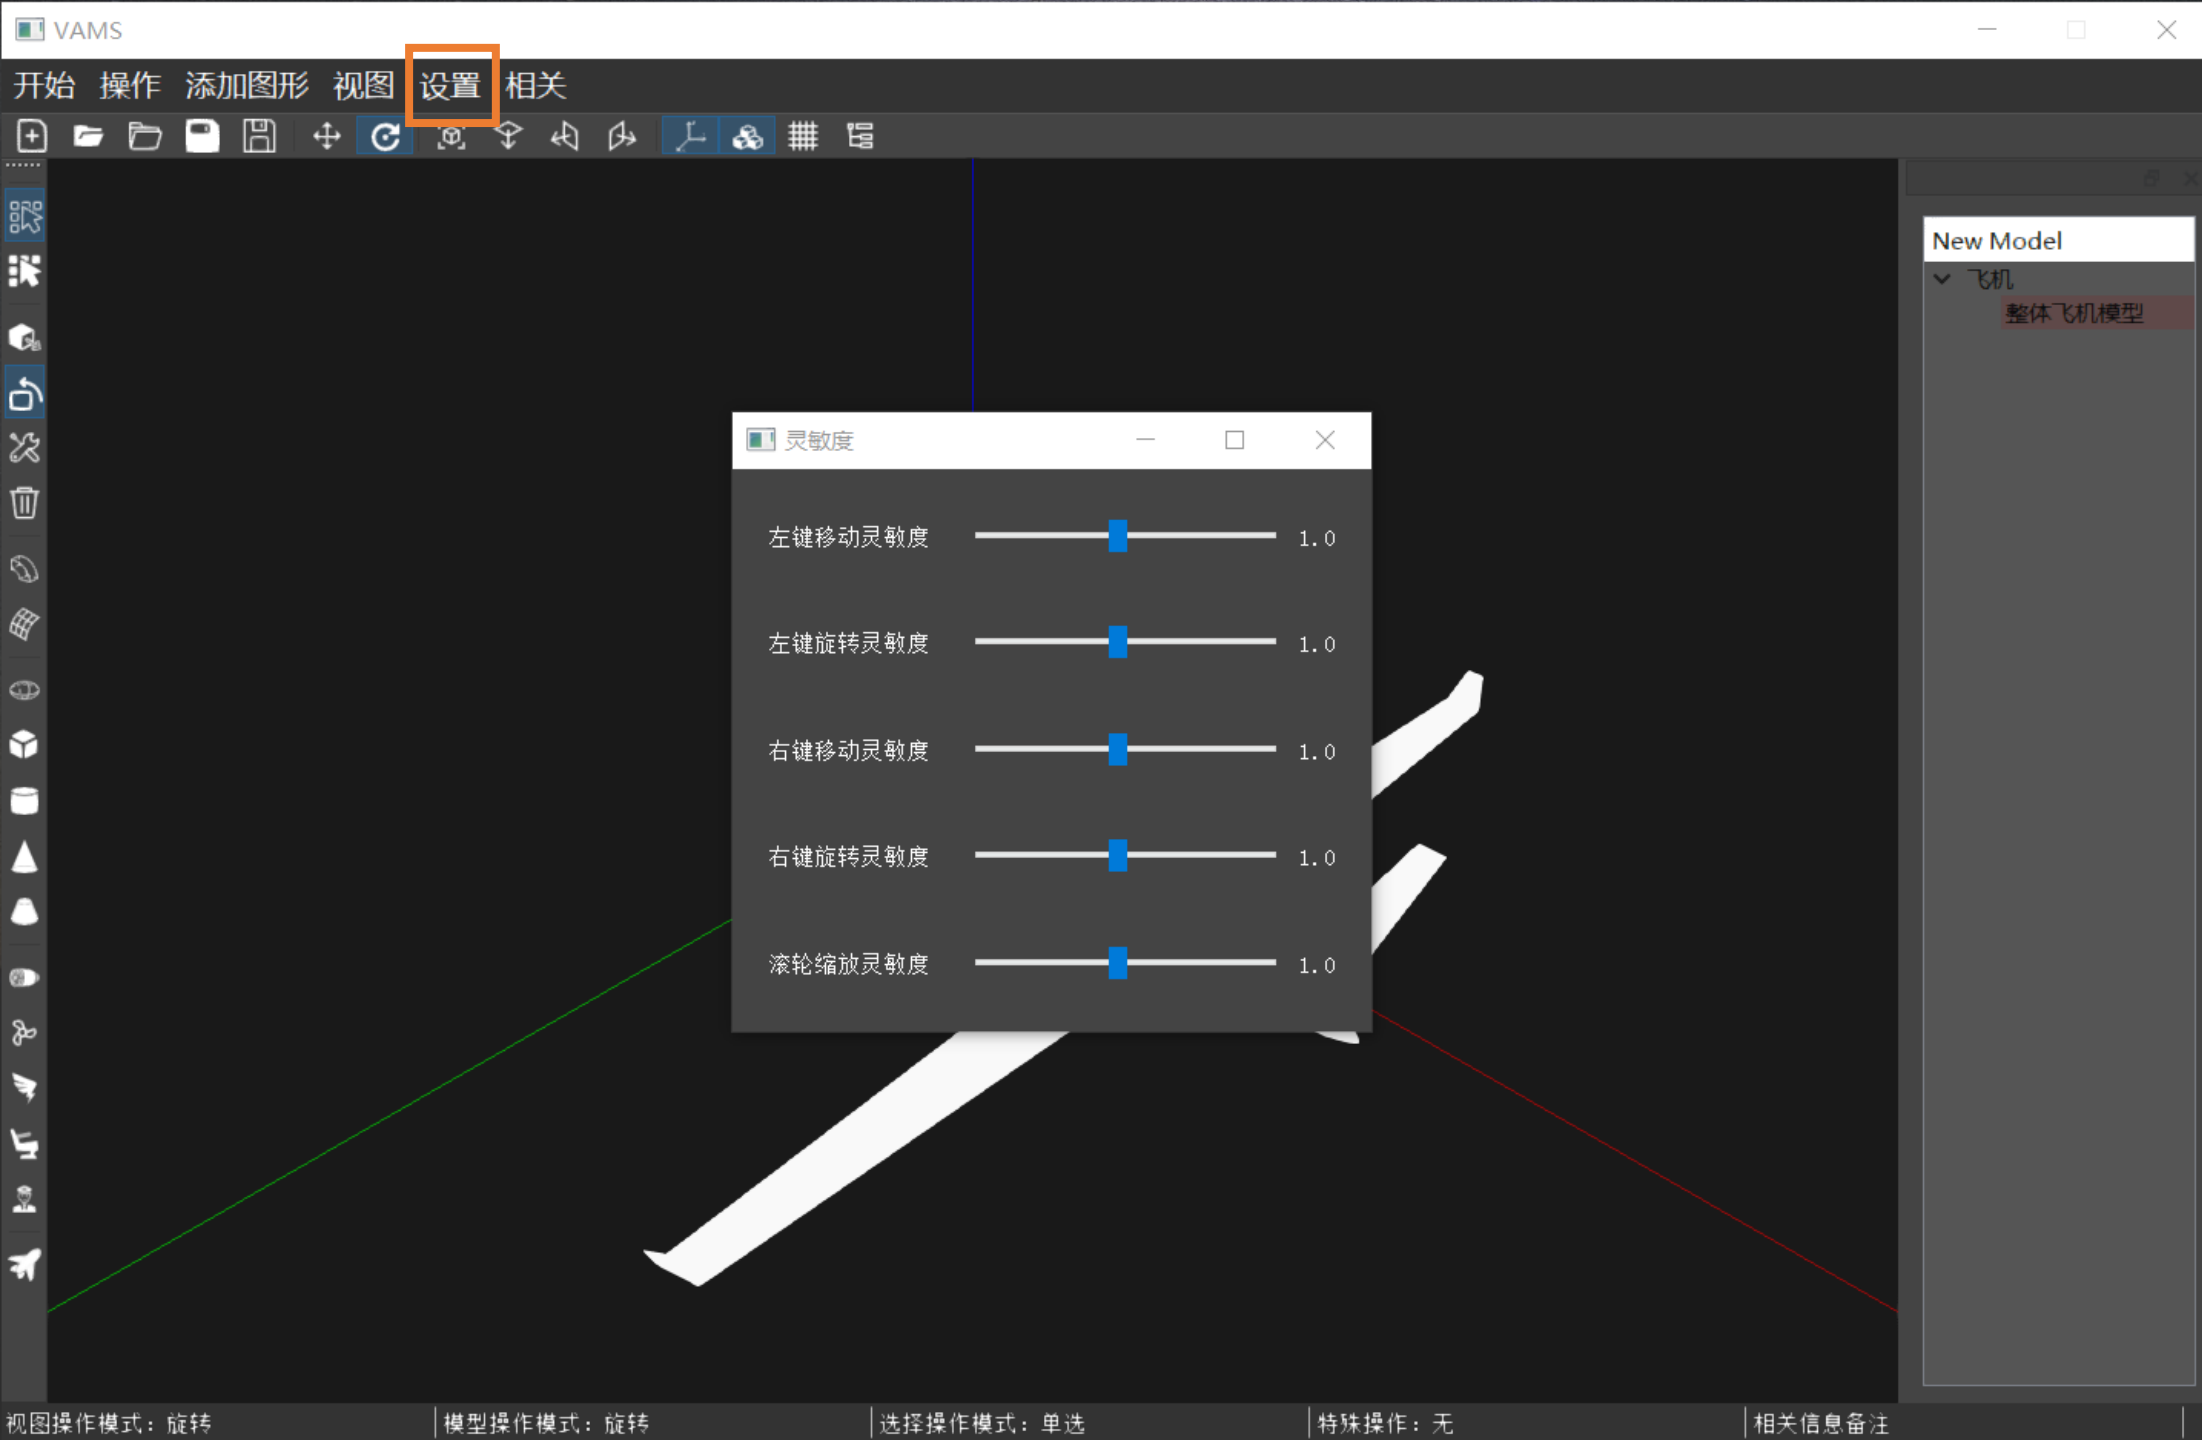 VAMS
开始 操作 添加图形 视图 设置 相关
New Model
飞机
整体飞机模型
灵敏度
左键移动灵敏度 1.0
左键旋转灵敏度 1.0
右键移动灵敏度 1.0
右键旋转灵敏度 1.0
滚轮缩放灵敏度 1.0
视图操作模式：旋转 模型操作模式：旋转 选择操作模式：单选 特殊操作：无 相关信息备注